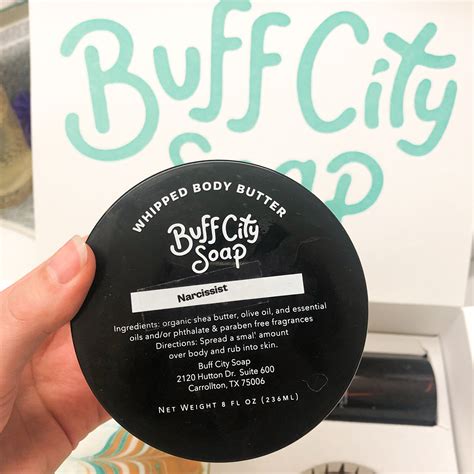 Buff City
Soap
WHIPPED BODY BUTTER
Buff City
Soap
Narcissist
Ingredients: organic shea butter, olive oil, and essential
oils and/or phthalate & paraben free fragrances
Directions: Spread a smal' amount
over body and rub into skin.
Buff City Soap
2120 Hutton Dr. Suite 600
Carrollton, TX 75006
NET WEIGHT 8 FL OZ (236ML)